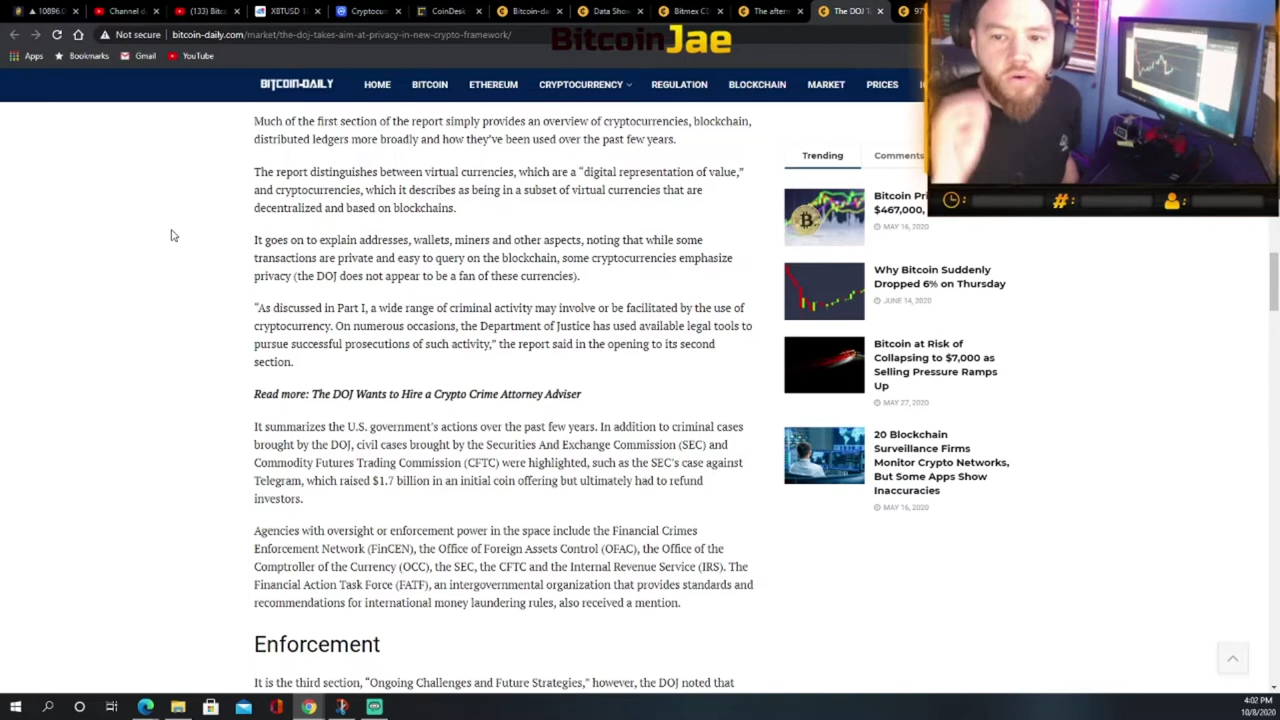 10896.0
Channel d
(133) Bitc
XBTUSD
Cryptocurr
CoinDesk
Bitcoin-da
Data Show
Bitmex C
The aftern
The DOJ T
Not secure | bitcoin-daily.com/market/the-doj-takes-aim-at-privacy-in-new-crypto-framework/
BitcoinJae
Apps
Bookmarks
Gmail
YouTube
BITCOIN-DAILY
HOME
BITCOIN
ETHEREUM
CRYPTOCURRENCY
REGULATION
BLOCKCHAIN
MARKET
PRICES
Much of the first section of the report simply provides an overview of cryptocurrencies, blockchain,
distributed ledgers more broadly and how they've been used over the past few years.
The report distinguishes between virtual currencies, which are a “digital representation of value,”
and cryptocurrencies, which it describes as being in a subset of virtual currencies that are
decentralized and based on blockchains.
It goes on to explain addresses, wallets, miners and other aspects, noting that while some
transactions are private and easy to query on the blockchain, some cryptocurrencies emphasize
privacy (the DOJ does not appear to be a fan of these currencies).
“As discussed in Part I, a wide range of criminal activity may involve or be facilitated by the use of
cryptocurrency. On numerous occasions, the Department of Justice has used available legal tools to
pursue successful prosecutions of such activity,” the report said in the opening to its second
section.
Read more: The DOJ Wants to Hire a Crypto Crime Attorney Adviser
It summarizes the U.S. government's actions over the past few years. In addition to criminal cases
brought by the DOJ, civil cases brought by the Securities And Exchange Commission (SEC) and
Commodity Futures Trading Commission (CFTC) were highlighted, such as the SEC's case against
Telegram, which raised $1.7 billion in an initial coin offering but ultimately had to refund
investors.
Agencies with oversight or enforcement power in the space include the Financial Crimes
Enforcement Network (FinCEN), the Office of Foreign Assets Control (OFAC), the Office of the
Comptroller of the Currency (OCC), the SEC, the CFTC and the Internal Revenue Service (IRS). The
Financial Action Task Force (FATF), an intergovernmental organization that provides standards and
recommendations for international money laundering rules, also received a mention.
Enforcement
It is the third section, “Ongoing Challenges and Future Strategies,” however, the DOJ noted that
Trending
Comments
Bitcoin Pri
$467,000,
MAY 16, 2020
Why Bitcoin Suddenly
Dropped 6% on Thursday
JUNE 14, 2020
Bitcoin at Risk of
Collapsing to $7,000 as
Selling Pressure Ramps
Up
MAY 27, 2020
20 Blockchain
Surveillance Firms
Monitor Crypto Networks,
But Some Apps Show
Inaccuracies
MAY 16, 2020
4:02 PM
10/8/2020